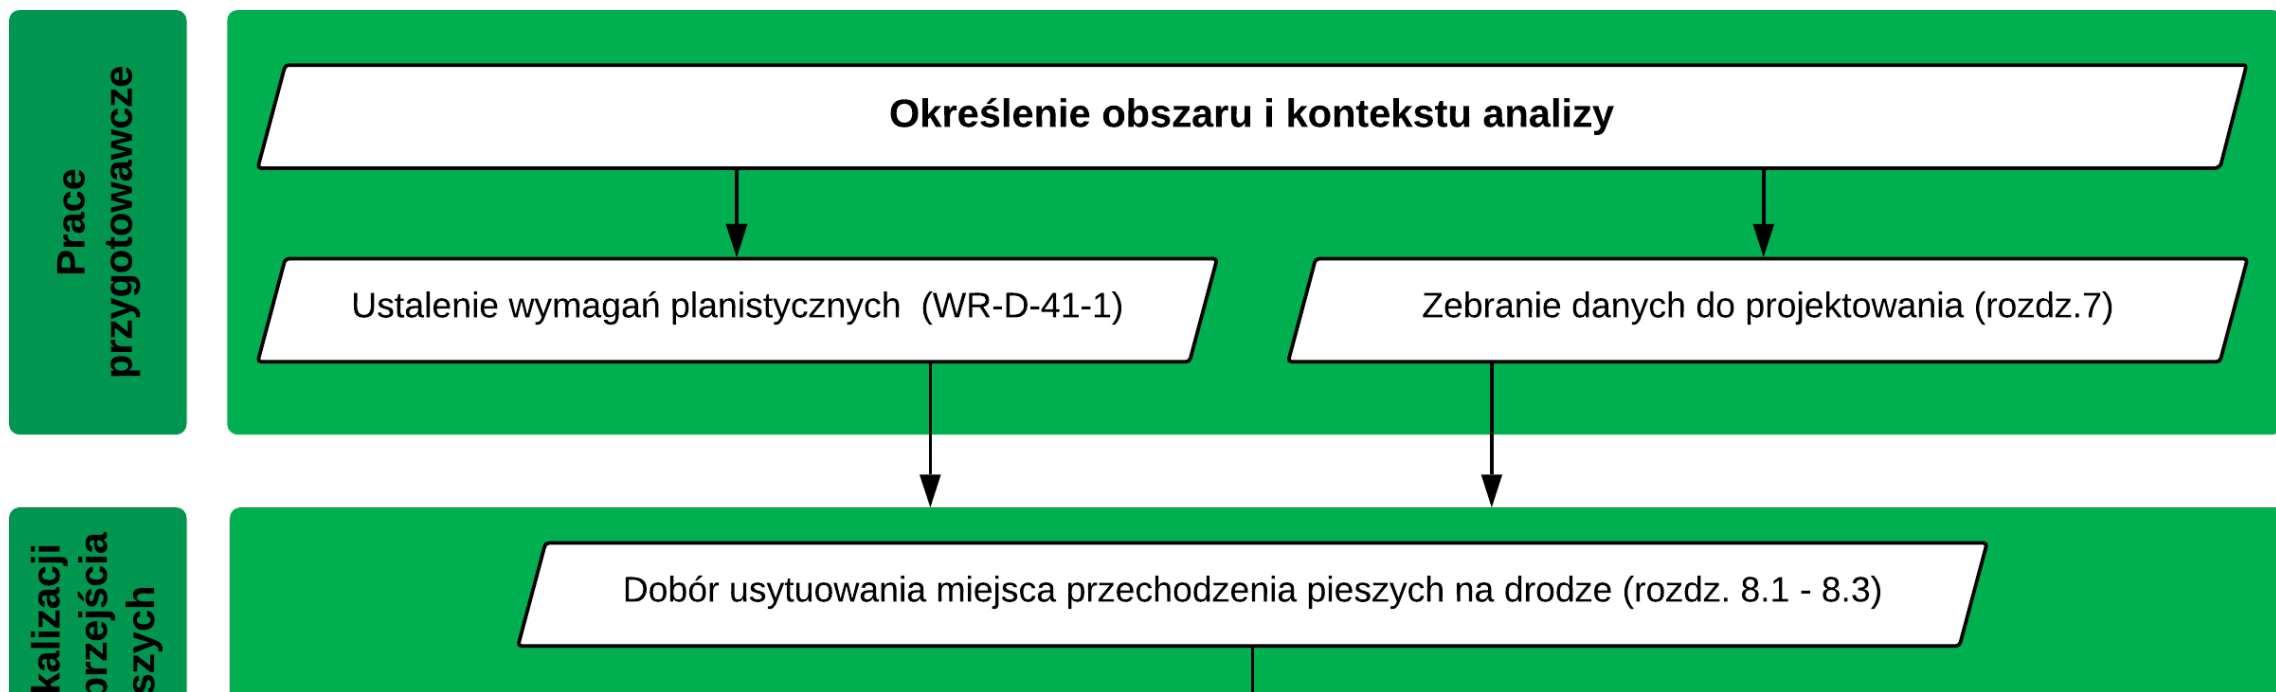 Prace
przygotowawcze
Określenie obszaru i kontekstu analizy
Ustalenie wymagań planistycznych (WR-D-41-1)
Zebranie danych do projektowania (rozdz.7)
Dobór usytuowania miejsca przechodzenia pieszych na drodze (rozdz. 8.1 - 8.3)